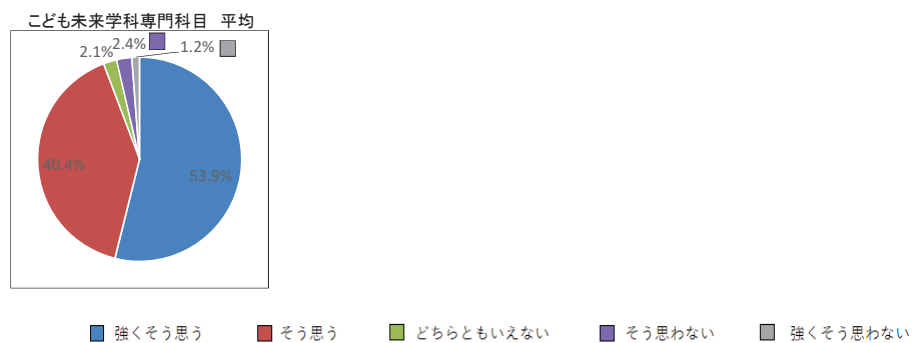 こども未来学科専門科目　平均
2.1%
2.4%
1.2%
40.4%
53.9%
強くそう思う
そう思う
どちらともいえない
そう思わない
強くそう思わない